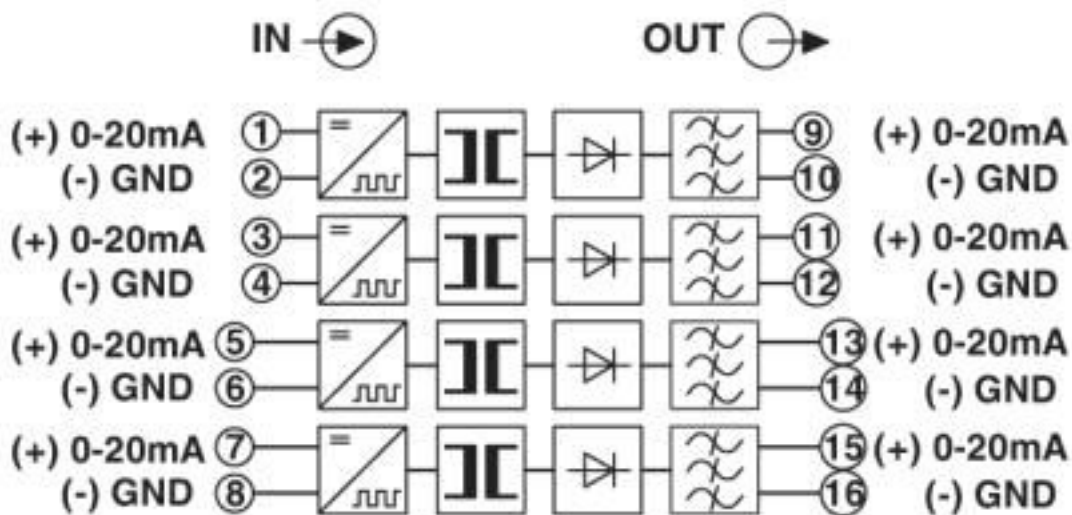 IN OUT
(+) 0-20mA 1 9 (+) 0-20mA
(-) GND 2 10 (-) GND
(+) 0-20mA 3 11 (+) 0-20mA
(-) GND 4 12 (-) GND
(+) 0-20mA 5 13 (+) 0-20mA
(-) GND 6 14 (-) GND
(+) 0-20mA 7 15 (+) 0-20mA
(-) GND 8 16 (-) GND